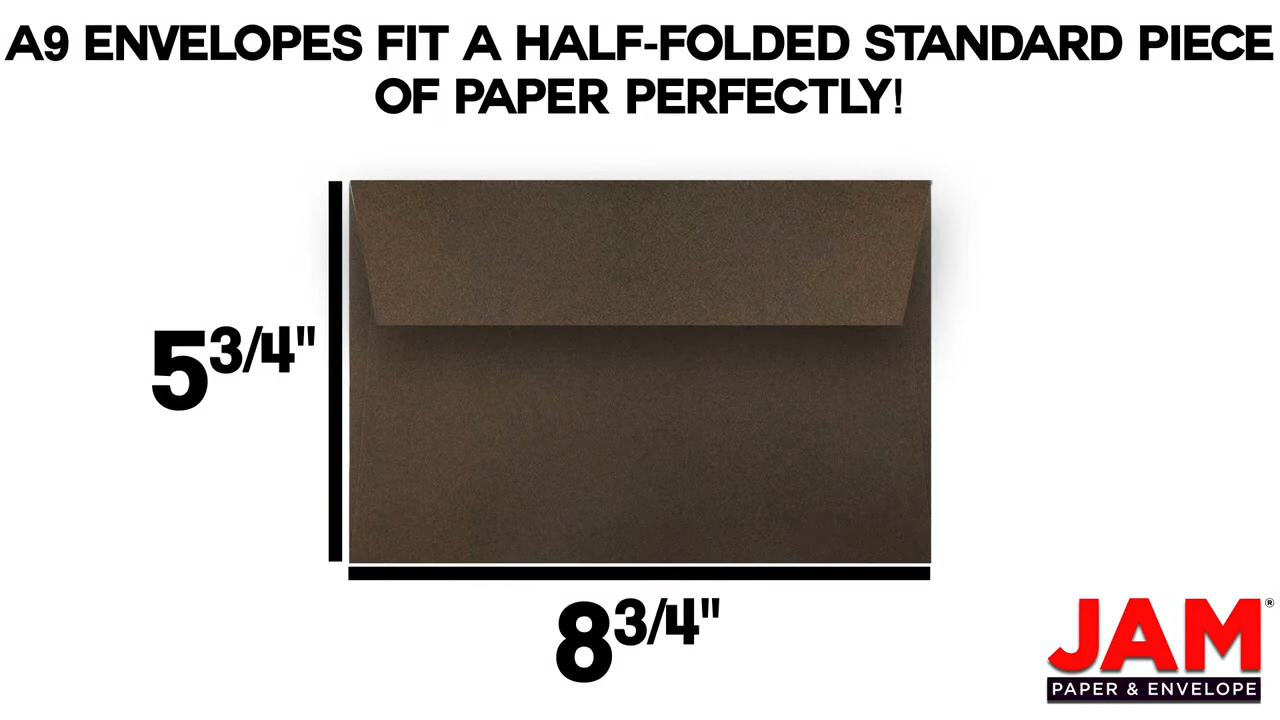 A9 ENVELOPES FIT A HALF-FOLDED STANDARD PIECE
OF PAPER PERFECTLY!
5 3/4"
8 3/4"
JAM®
PAPER & ENVELOPE